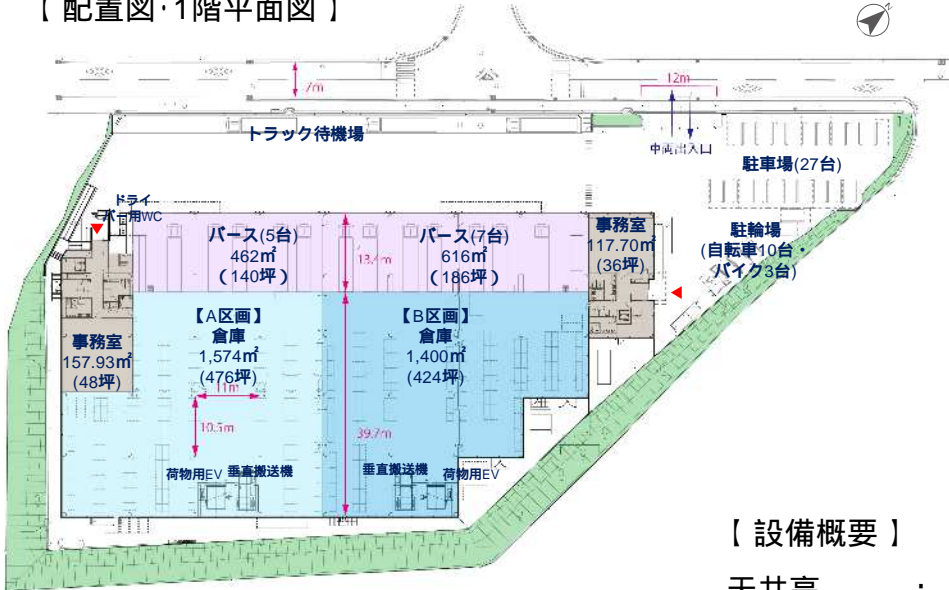 【 配置図・1階平面図 】
N
7m
12m
トラック待機場
車両出入口
駐車場(27台)
ドライ
バー用WC
バース(5台)
462㎡
(140坪)
バース(7台)
616㎡
(186坪)
13.4m
事務室
117.70㎡
(36坪)
駐輪場
(自転車10台・
バイク3台)
【A区画】
倉庫
1,574㎡
(476坪)
【B区画】
倉庫
1,400㎡
(424坪)
事務室
157.93㎡
(48坪)
11m
10.5m
39.7m
荷物用EV
垂直搬送機
垂直搬送機
荷物用EV
【 設備概要 】